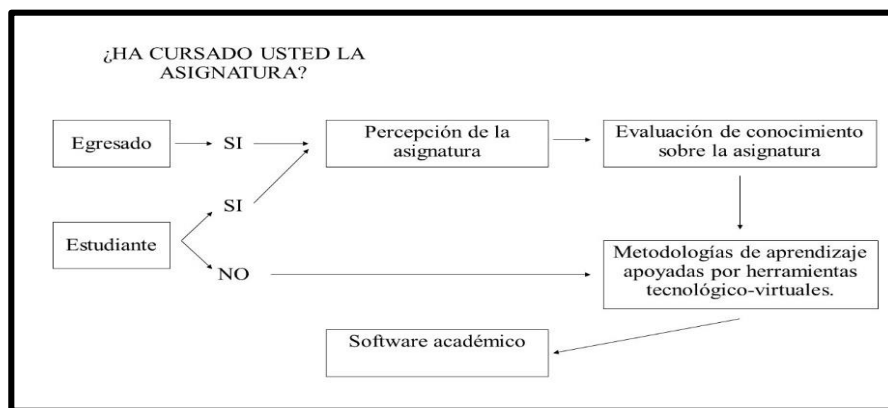 ¿HA CURSADO USTED LA
ASIGNATURA?
Egresado
SI
Percepción de la
asignatura
Evaluación de conocimiento
sobre la asignatura
SI
Estudiante
NO
Metodologías de aprendizaje
apoyadas por herramientas
tecnológico-virtuales.
Software académico